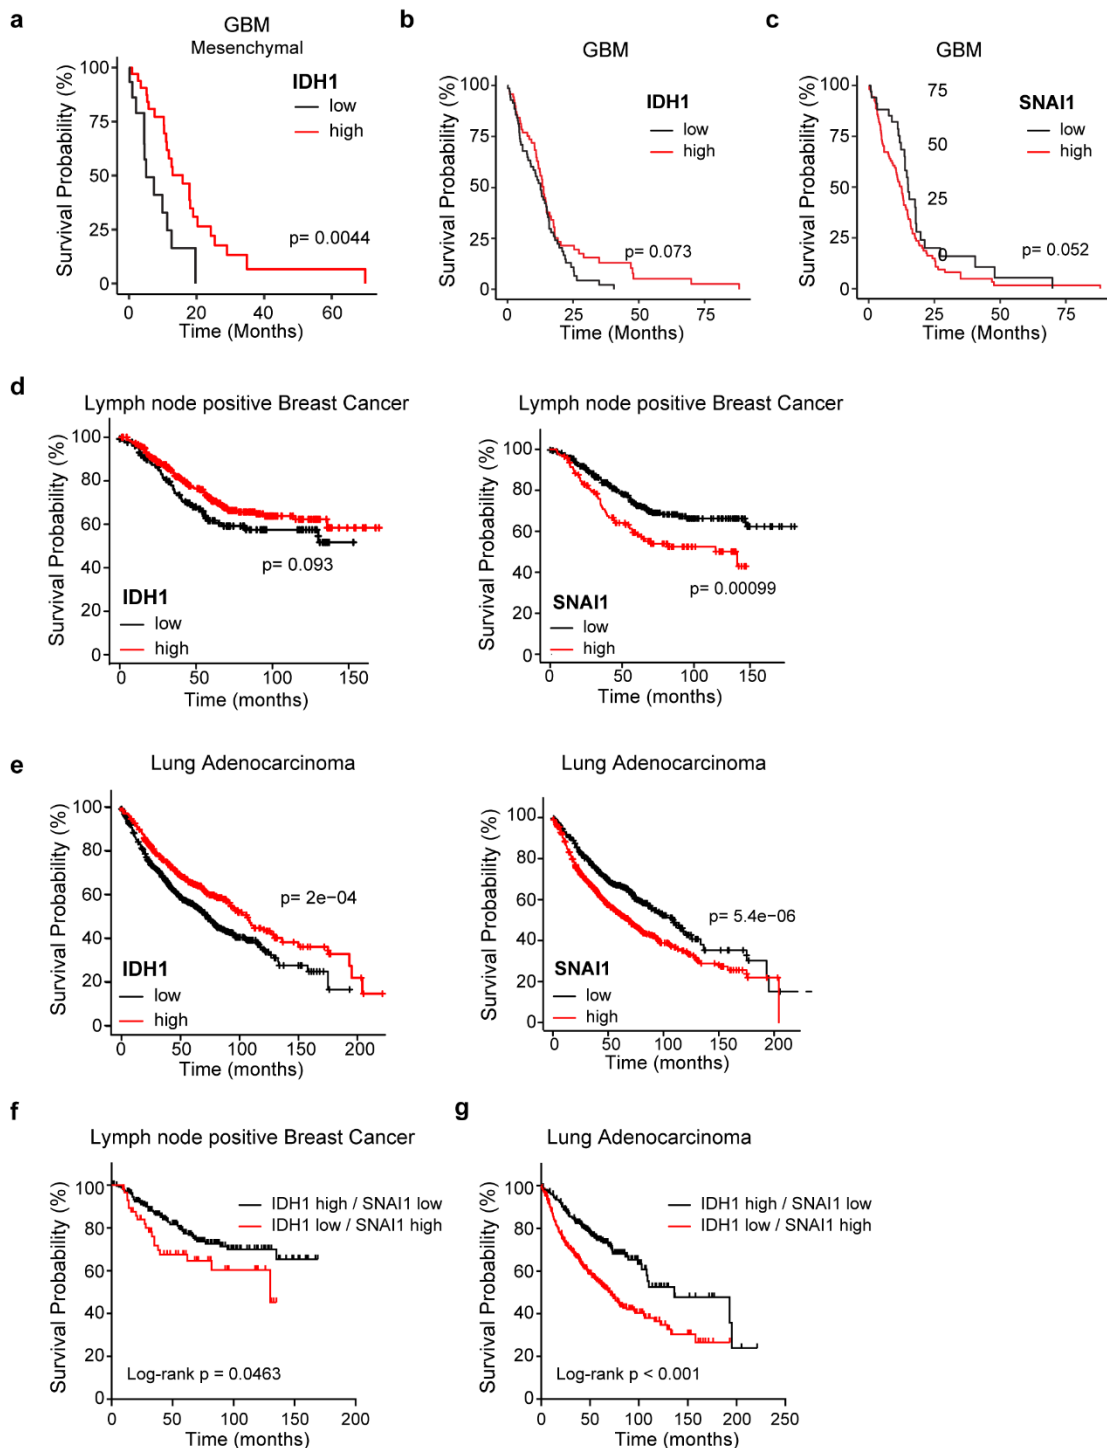 a
GBM
Mesenchymal
IDH1
low
high
p= 0.0044
Survival Probability (%)
100
75
50
25
0
0 20 40 60
Time (Months)
b
GBM
IDH1
low
high
p= 0.073
Survival Probability (%)
100
75
50
25
0
0 25 50 75
Time (Months)
c
GBM
SNAI1
low
high
p= 0.052
75
50
25
0
Survival Probability (%)
100
75
50
25
0
0 25 50 75
Time (Months)
d
Lymph node positive Breast Cancer
Survival Probability (%)
100
80
60
40
20
0
p= 0.093
IDH1
low
high
0 50 100 150
Time (months)
Lymph node positive Breast Cancer
Survival Probability (%)
100
80
60
40
20
0
p= 0.00099
SNAI1
low
high
0 50 100 150
Time (months)
e
Lung Adenocarcinoma
Survival Probability (%)
100
80
60
40
20
0
p= 2e−04
IDH1
low
high
0 50 100 150 200
Time (months)
Lung Adenocarcinoma
Survival Probability (%)
100
80
60
40
20
0
p= 5.4e−06
SNAI1
low
high
0 50 100 150 200
Time (months)
f
Lymph node positive Breast Cancer
Survival Probability (%)
100
80
60
40
20
0
IDH1 high / SNAI1 low
IDH1 low / SNAI1 high
Log-rank p = 0.0463
0 50 100 150 200
Time (months)
g
Lung Adenocarcinoma
Survival Probability (%)
100
80
60
40
20
0
IDH1 high / SNAI1 low
IDH1 low / SNAI1 high
Log-rank p < 0.001
0 50 100 150 200 250
Time (months)